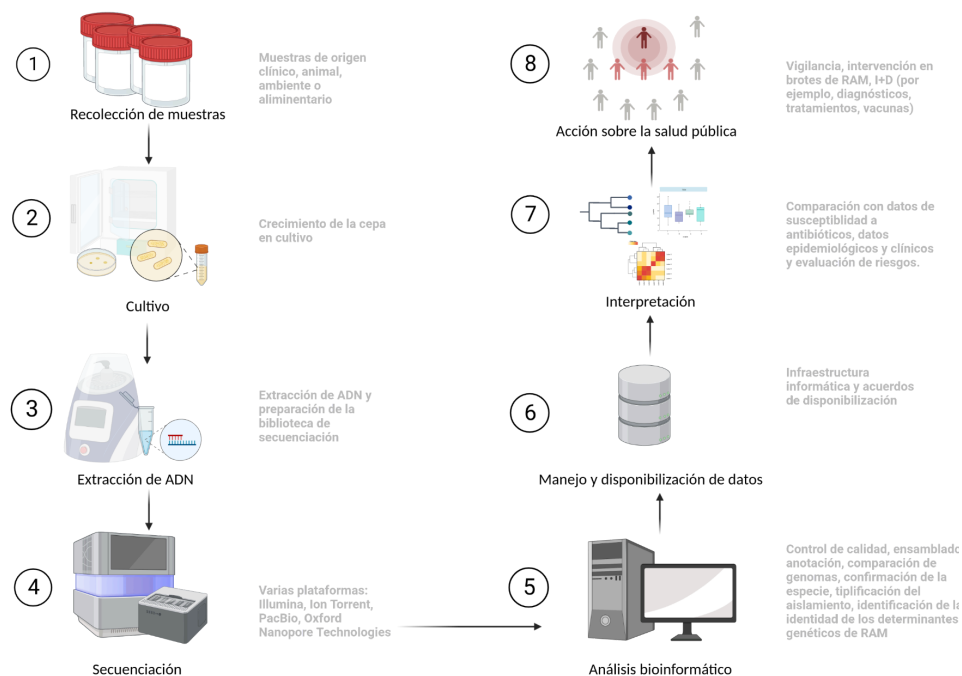 1
Muestras de origen
clínico, animal,
ambiente o
aliminentario
Recolección de muestras
2
Crecimiento de la cepa
en cultivo
Cultivo
3
Extracción de ADN y
preparación de la
biblioteca de
secuenciación
Extracción de ADN
4
Varias plataformas:
Illumina, Ion Torrent,
PacBio, Oxford
Nanopore Technologies
Secuenciación
5
Control de calidad, ensamblado
anotación, comparación de
genomas, confirmación de la
especie, tiplificación del
aislamiento, identificación de la
identidad de los determinantes
genéticos de RAM
Análisis bioinformático
6
Infraestructura
informática y acuerdos
de disponibilización
Manejo y disponibilización de datos
7
Comparación con datos de
susceptiblidad a
antibióticos, datos
epidemiológicos y clínicos
y evaluación de riesgos.
Interpretación
8
Vigilancia, intervención en
brotes de RAM, I+D (por
ejemplo, diagnósticos,
tratamientos, vacunas)
Acción sobre la salud pública